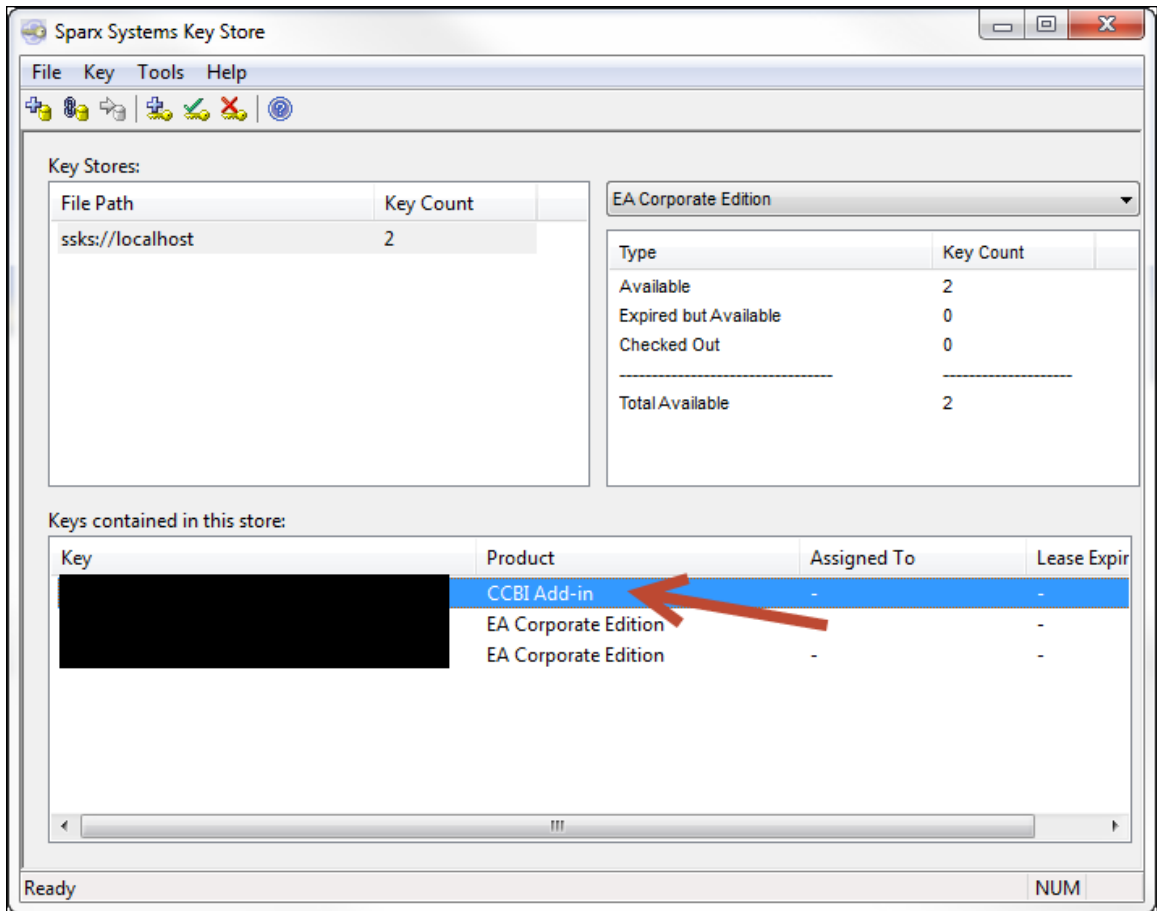 Sparx Systems Key Store
File Key Tools Help
Key Stores:
File Path Key Count
ssks://localhost 2
EA Corporate Edition
Type Key Count
Available 2
Expired but Available 0
Checked Out 0
--------------------------------- --------------------
Total Available 2
Keys contained in this store:
Key Product Assigned To Lease Expir
CCBI Add-in - -
EA Corporate Edition -
EA Corporate Edition - -
Ready NUM